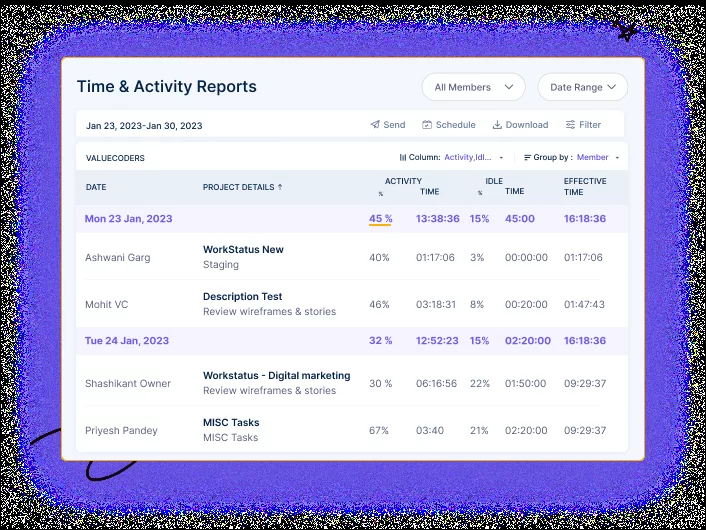 Time & Activity Reports
All Members
Date Range
Jan 23, 2023-Jan 30, 2023
Send
Schedule
Download
Filter
VALUECODERS
Column: Activity,Idl...
Group by : Member
DATE
PROJECT DETAILS ↑
ACTIVITY
% TIME
IDLE
% TIME
EFFECTIVE
TIME
Mon 23 Jan, 2023 45 % 13:38:36 15% 45:00 16:18:36
Ashwani Garg
WorkStatus New
Staging
40% 01:17:06 3% 00:00:00 01:17:06
Mohit VC
Description Test
Review wireframes & stories
46% 03:18:31 8% 00:20:00 01:47:43
Tue 24 Jan, 2023 32 % 12:52:23 15% 02:20:00 16:18:36
Shashikant Owner
Workstatus - Digital marketing
Review wireframes & stories
30 % 06:16:56 22% 01:50:00 09:29:37
Priyesh Pandey
MISC Tasks
MISC Tasks
67% 03:40 21% 02:20:00 09:29:37